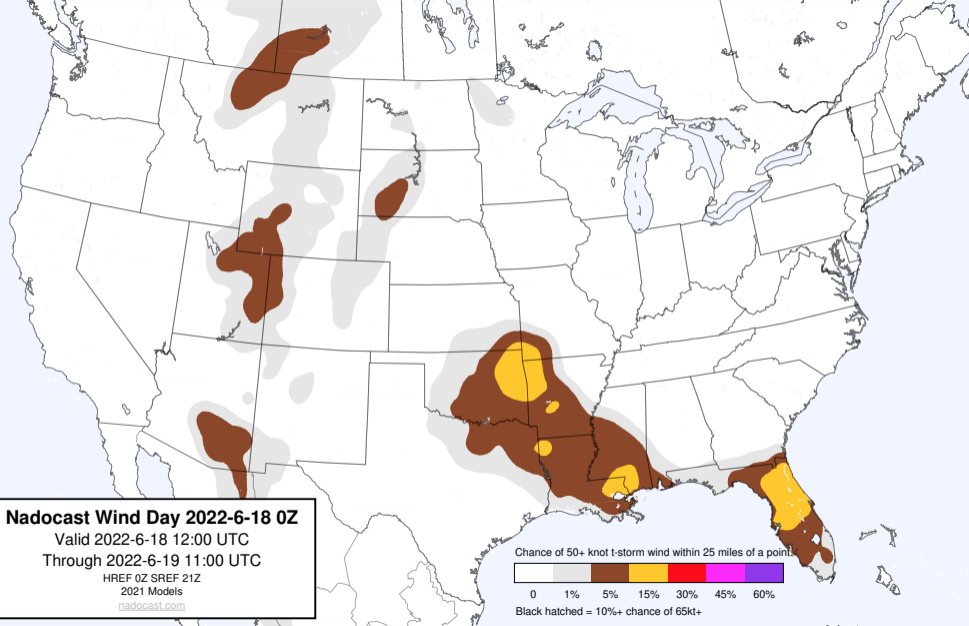 Nadocast Wind Day 2022-6-18 0Z
Valid 2022-6-18 12:00 UTC
Through 2022-6-19 11:00 UTC
HREF 0Z SREF 21Z
2021 Models
nadocast.com
Chance of 50+ knot t-storm wind within 25 miles of a point.
0 1% 5% 15% 30% 45% 60%
Black hatched = 10%+ chance of 65kt+